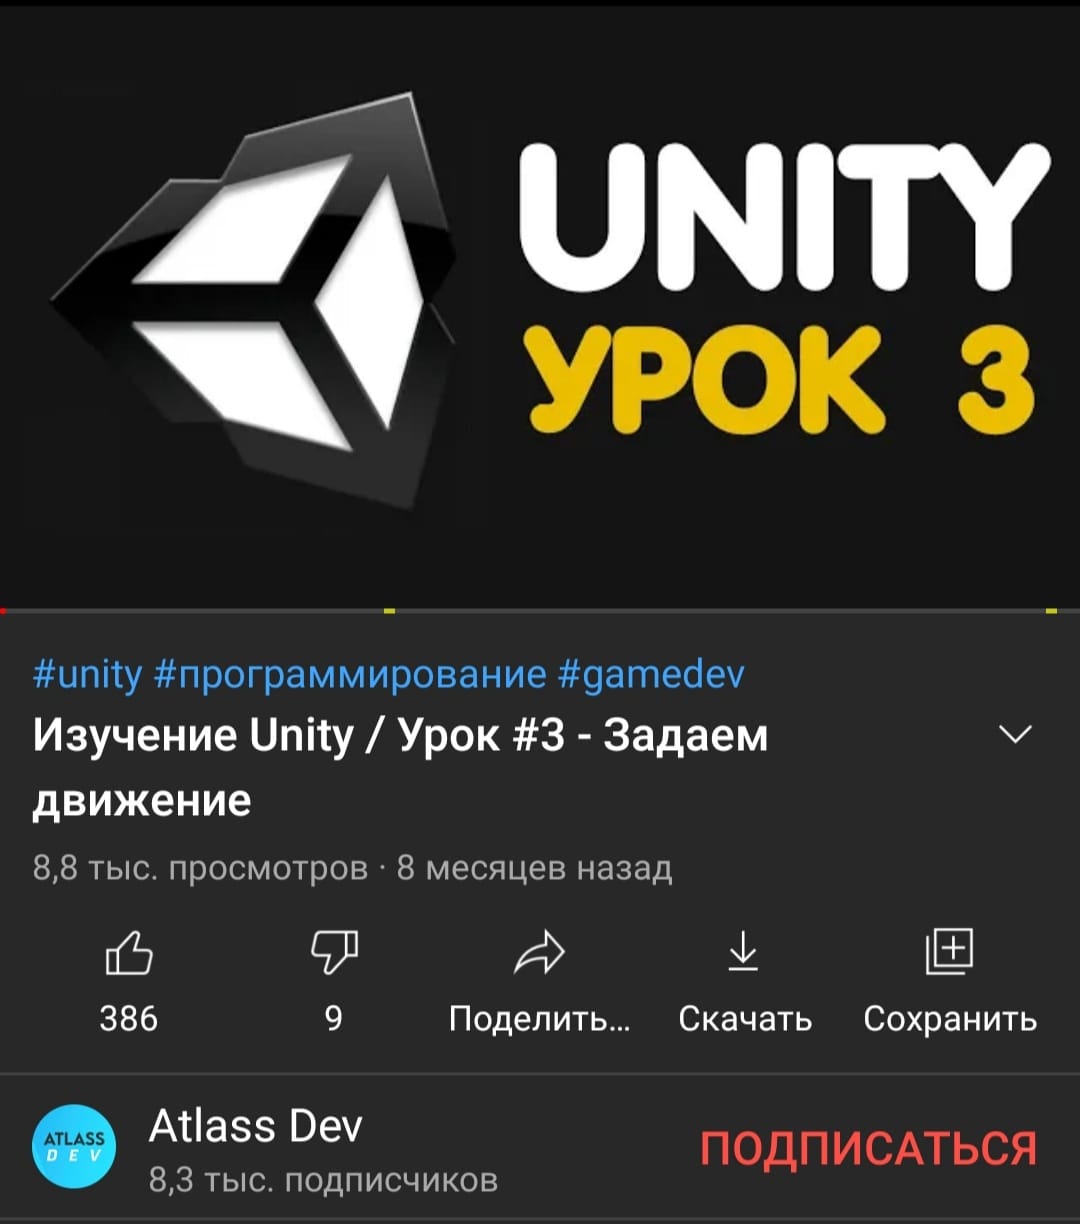 UNITY
УРОК 3
#unity #программирование #gamedev
Изучение Unity / Урок #3 - Задаем
движение
8,8 тыс. просмотров · 8 месяцев назад
386
9
Поделить...
Скачать
Сохранить
ATLASS
DEV
Atlass Dev
8,3 тыс. подписчиков
ПОДПИСАТЬСЯ